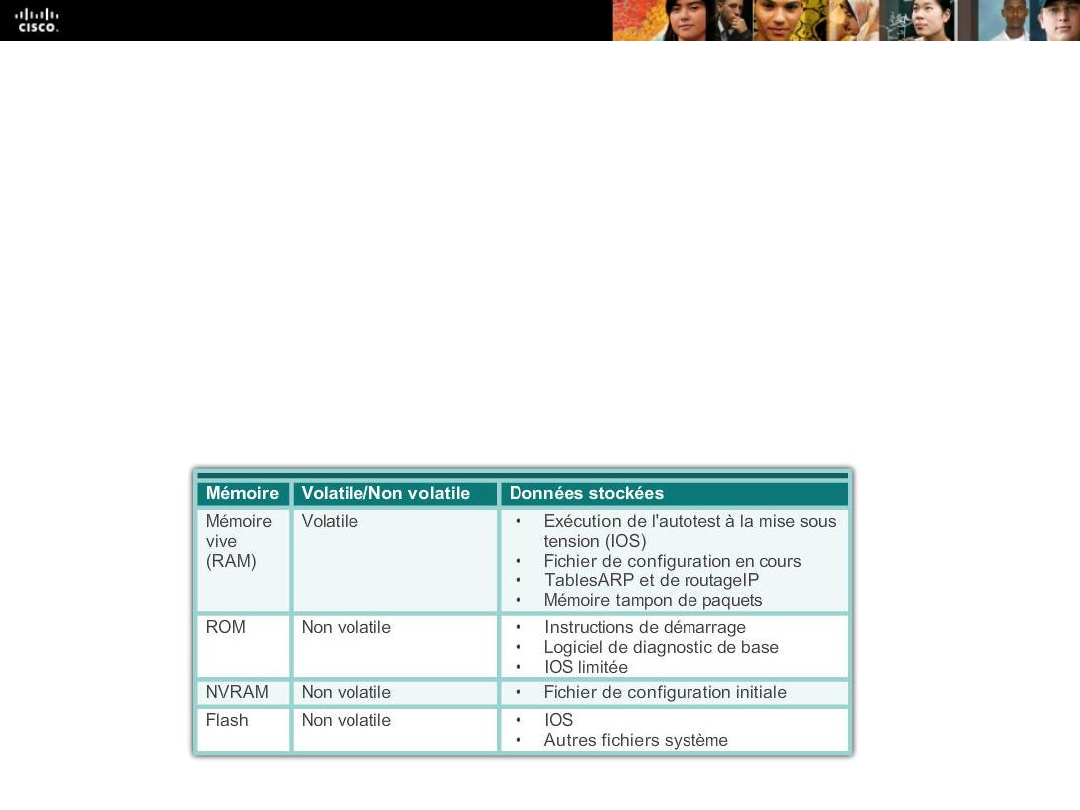 CISCO.
Mémoire Volatile/Non volatile Données stockées
Mémoire vive (RAM) Volatile
• Exécution de l'autotest à la mise sous
tension (IOS)
• Fichier de configuration en cours
• TablesARP et de routageIP
• Mémoire tampon de paquets
ROM Non volatile
• Instructions de démarrage
• Logiciel de diagnostic de base
• IOS limitée
NVRAM Non volatile • Fichier de configuration initiale
Flash Non volatile
• IOS
• Autres fichiers système